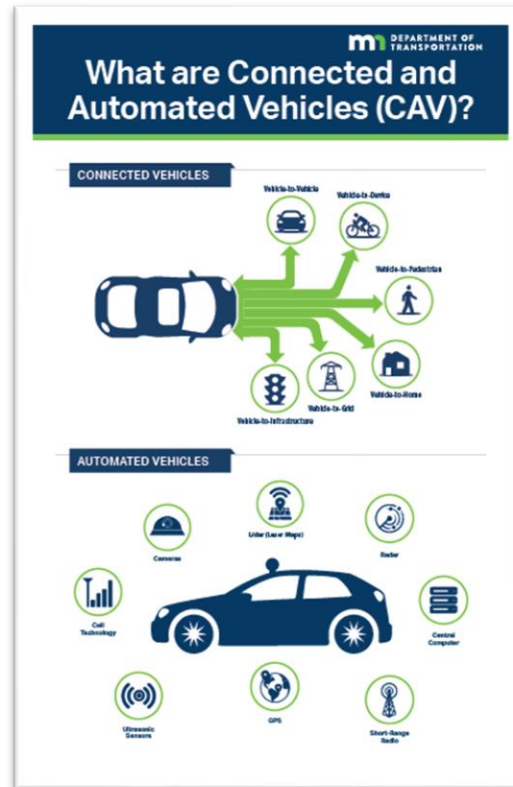 mn DEPARTMENT OF
TRANSPORTATION
What are Connected and
Automated Vehicles (CAV)?
CONNECTED VEHICLES
Vehicle-to-Vehicle
Vehicle-to-Device
Vehicle-to-Pedestrian
Vehicle-to-Home
Vehicle-to-Grid
Vehicle-to-Infrastructure
AUTOMATED VEHICLES
Cameras
Lidar (Laser Maps)
Radar
Cell
Technology
Central
Computer
Ultrasonic
Sensors
GPS
Short-Range
Radio